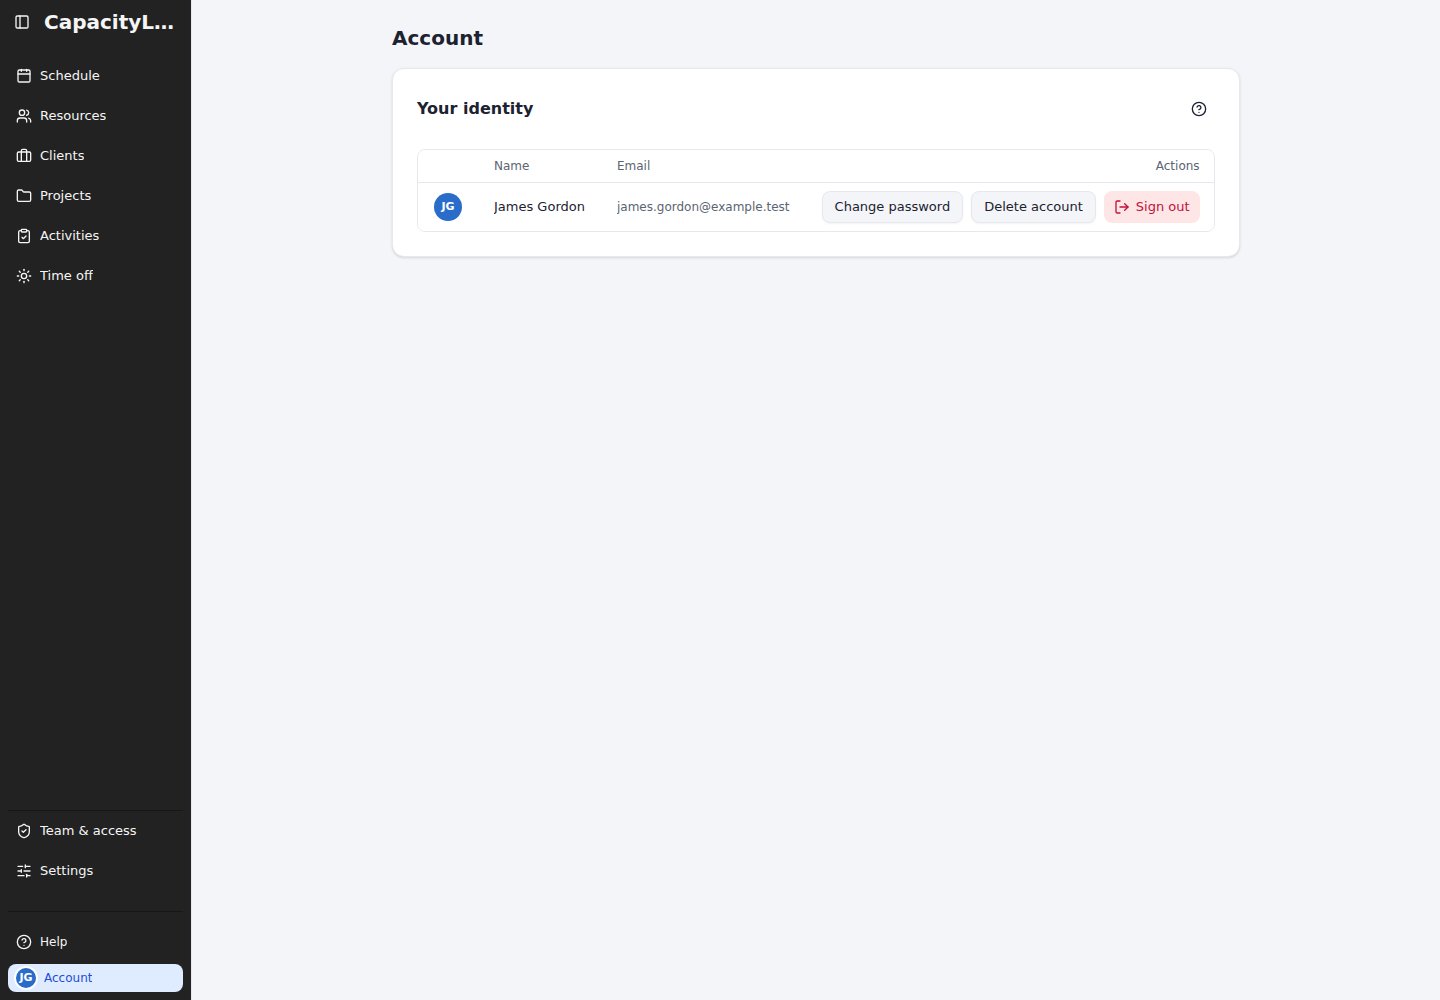 CapacityL...
Schedule
Resources
Clients
Projects
Activities
Time off
Team & access
Settings
Help
JG Account
Account
Your identity
Name Email Actions
JG James Gordon james.gordon@example.test Change password Delete account Sign out